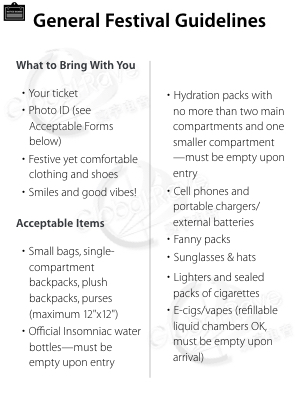 General Festival Guidelines
What to Bring With You
• Your ticket
• Photo ID (see
Acceptable Forms
below)
• Festive yet comfortable
clothing and shoes
• Smiles and good vibes!
Acceptable Items
• Small bags, single-
compartment
backpacks, plush
backpacks, purses
(maximum 12"x12")
• Official Insomniac water
bottles—must be
empty upon entry
• Hydration packs with
no more than two main
compartments and one
smaller compartment
—must be empty upon
entry
• Cell phones and
portable chargers/
external batteries
• Fanny packs
• Sunglasses & hats
• Lighters and sealed
packs of cigarettes
• E-cigs/vapes (refillable
liquid chambers OK,
must be empty upon
arrival)